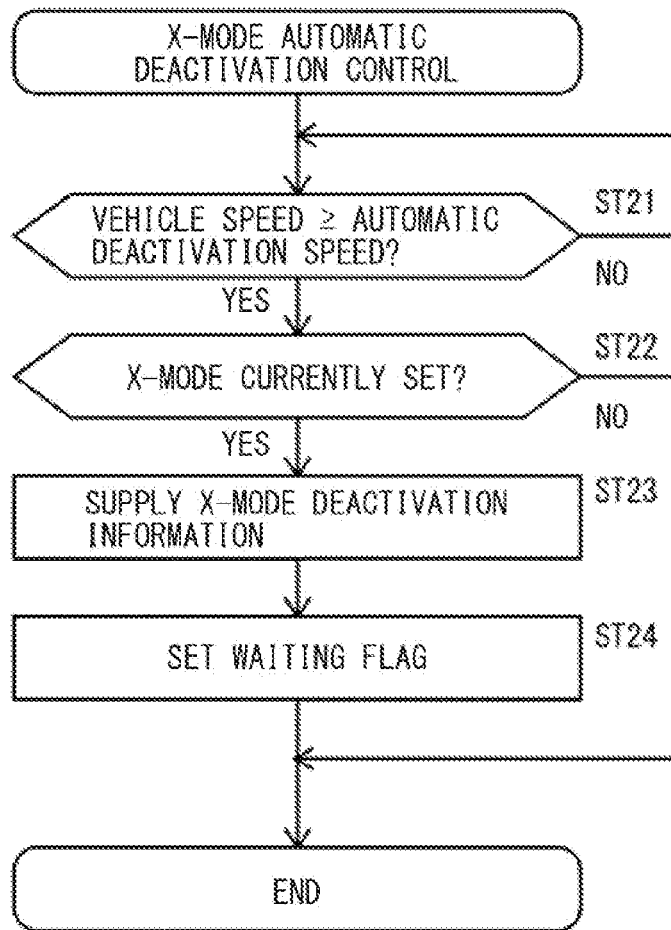 X-MODE AUTOMATIC
DEACTIVATION CONTROL
VEHICLE SPEED ≥ AUTOMATIC
DEACTIVATION SPEED?
ST21
NO
YES
X-MODE CURRENTLY SET?
ST22
NO
YES
SUPPLY X-MODE DEACTIVATION
INFORMATION
ST23
SET WAITING FLAG
ST24
END